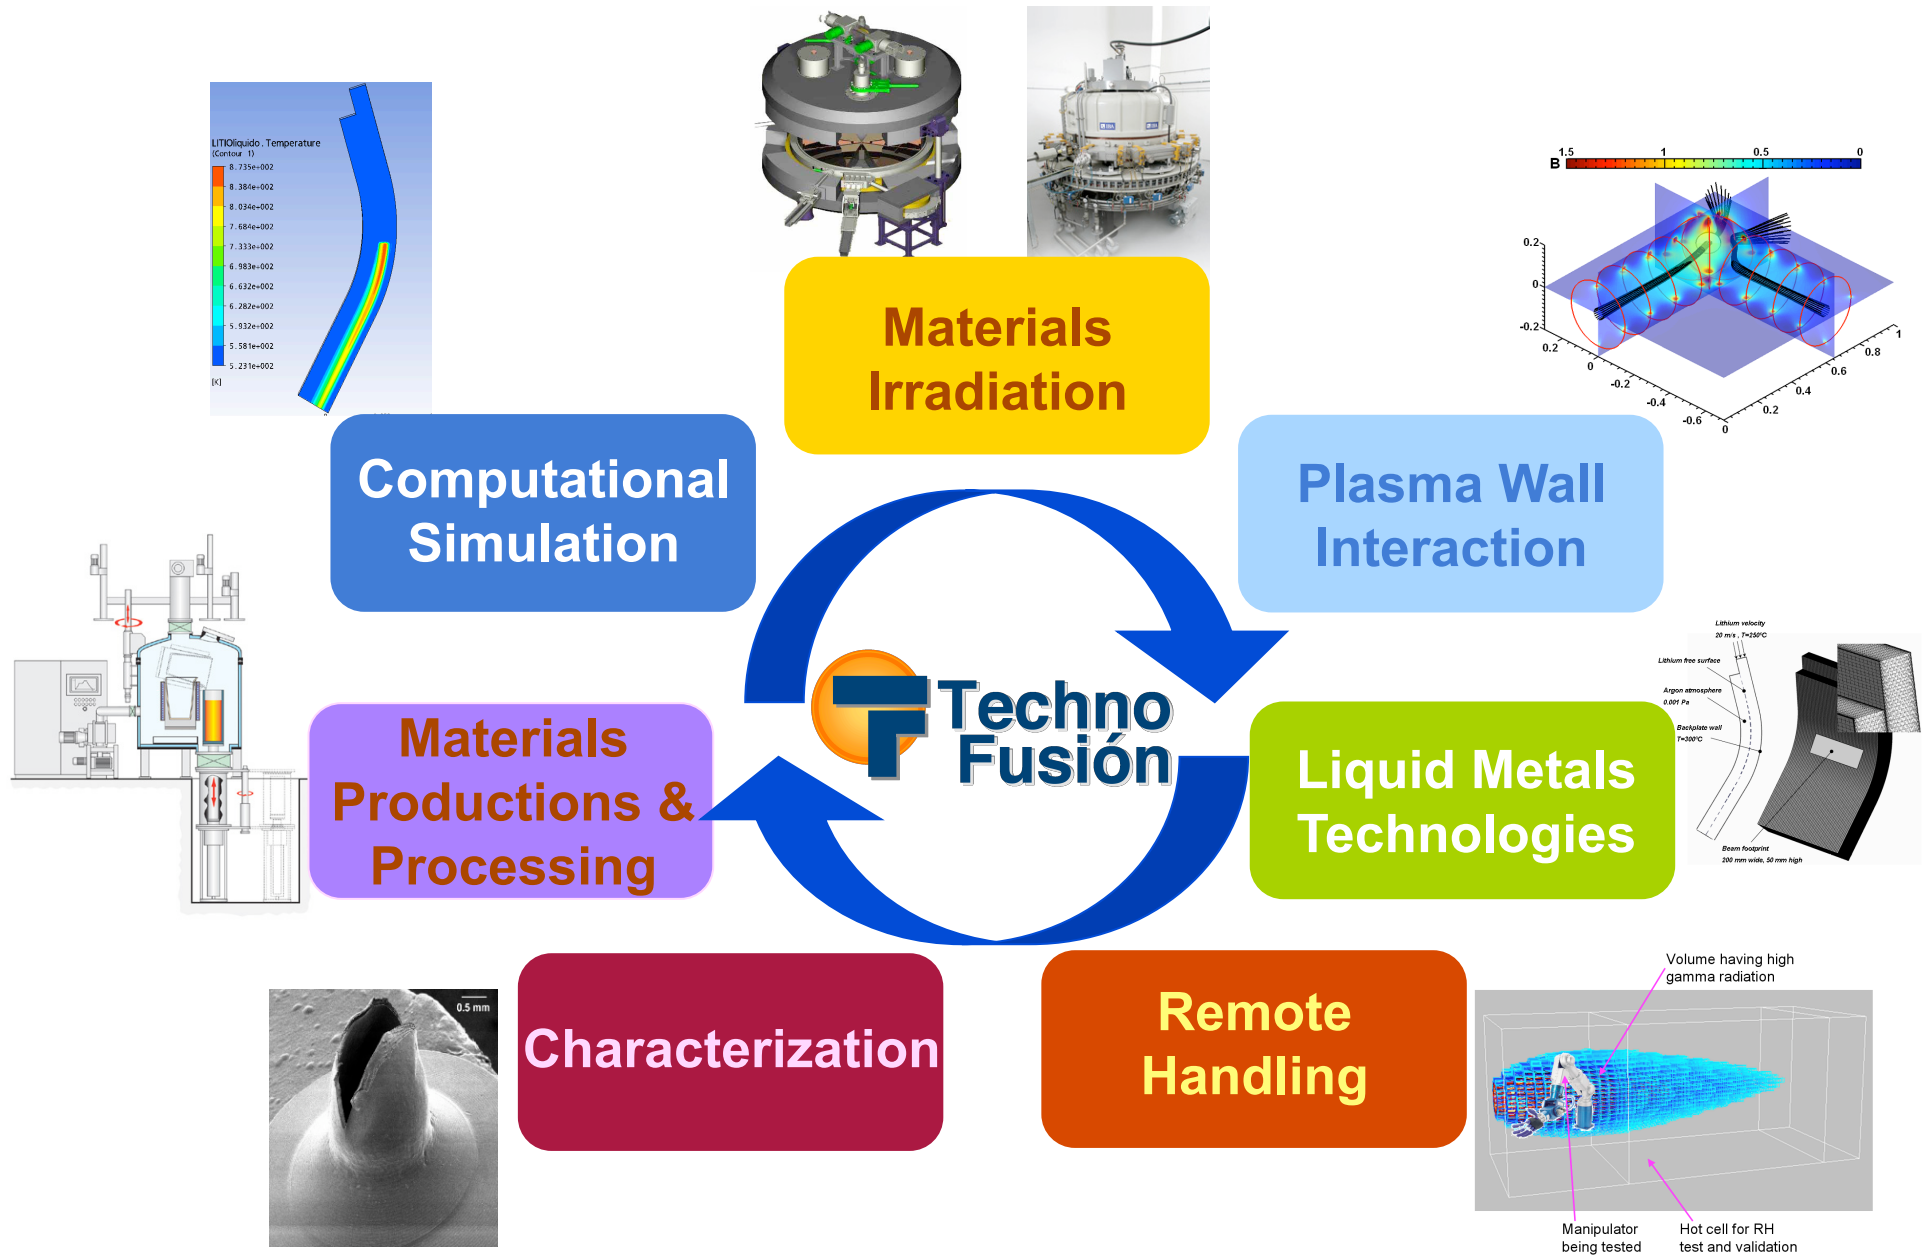 LITIOliquido.Temperature
(Contour 1)
8.735e+002
8.384e+002
8.034e+002
7.684e+002
7.333e+002
6.983e+002
6.632e+002
6.282e+002
5.932e+002
5.581e+002
5.231e+002
[K]
Materials
Irradiation
B
1.5 1 0.5 0
0.2
0
-0.2
0.2
0
-0.2
-0.4
-0.6
0
0.2
0.4
0.6
0.8
1
Computational
Simulation
Plasma Wall
Interaction
Lithium velocity
20 m/s , T=250ºC
Lithium free surface
Argon atmosphere
0.001 Pa
Backplate wall
T=300ºC
Beam footprint
200 mm wide, 50 mm high
Techno
Fusión
Materials
Productions &
Processing
Liquid Metals
Technologies
0.5 mm
Characterization
Remote
Handling
Volume having high
gamma radiation
Manipulator
being tested
Hot cell for RH
test and validation